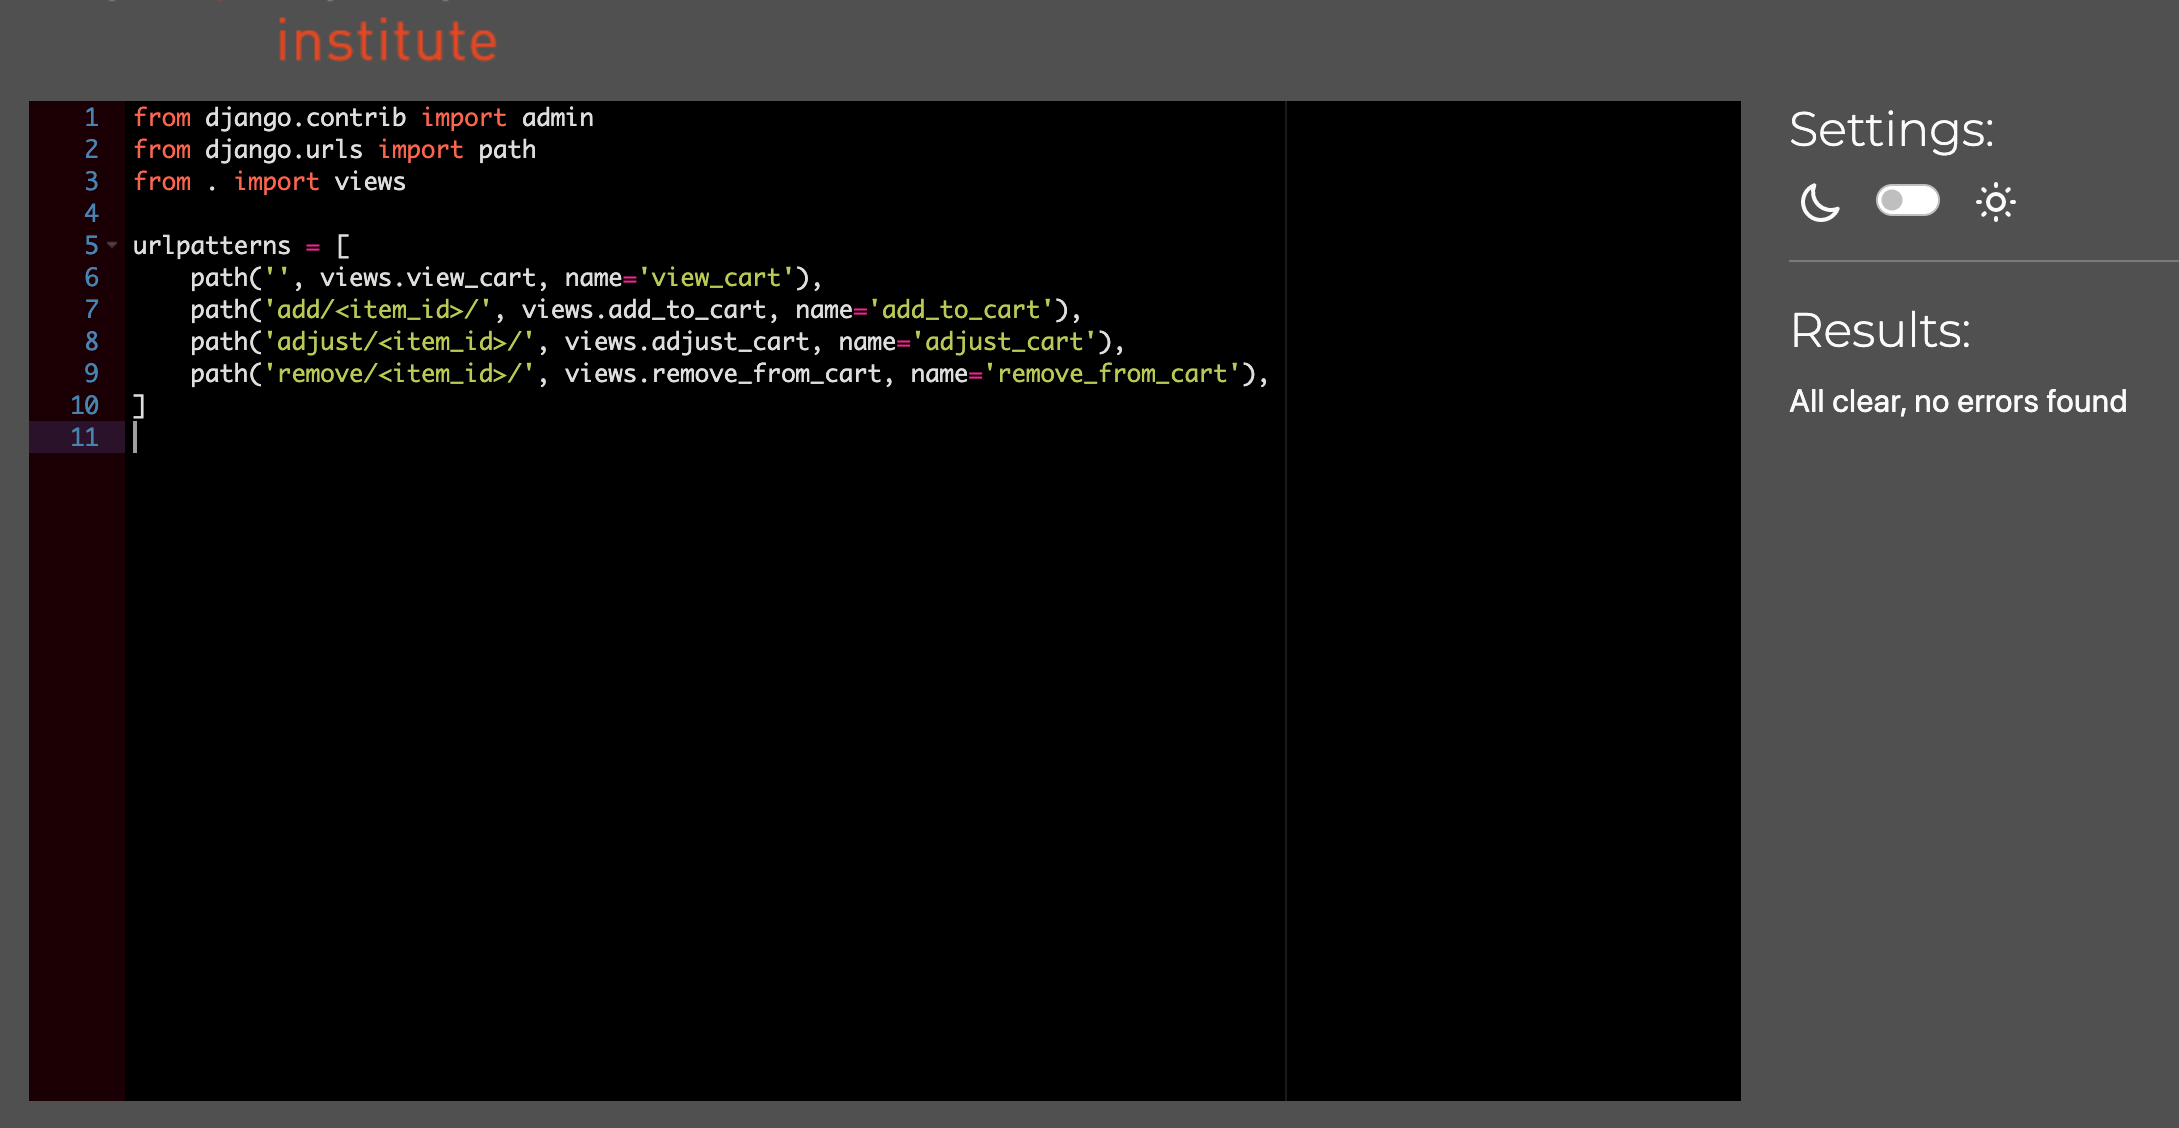 institute
1 from django.contrib import admin
2 from django.urls import path
3 from . import views
4
5 urlpatterns = [
6     path('', views.view_cart, name='view_cart'),
7     path('add/<item_id>/', views.add_to_cart, name='add_to_cart'),
8     path('adjust/<item_id>/', views.adjust_cart, name='adjust_cart'),
9     path('remove/<item_id>/', views.remove_from_cart, name='remove_from_cart'),
10 ]
11
Settings:
Results:
All clear, no errors found